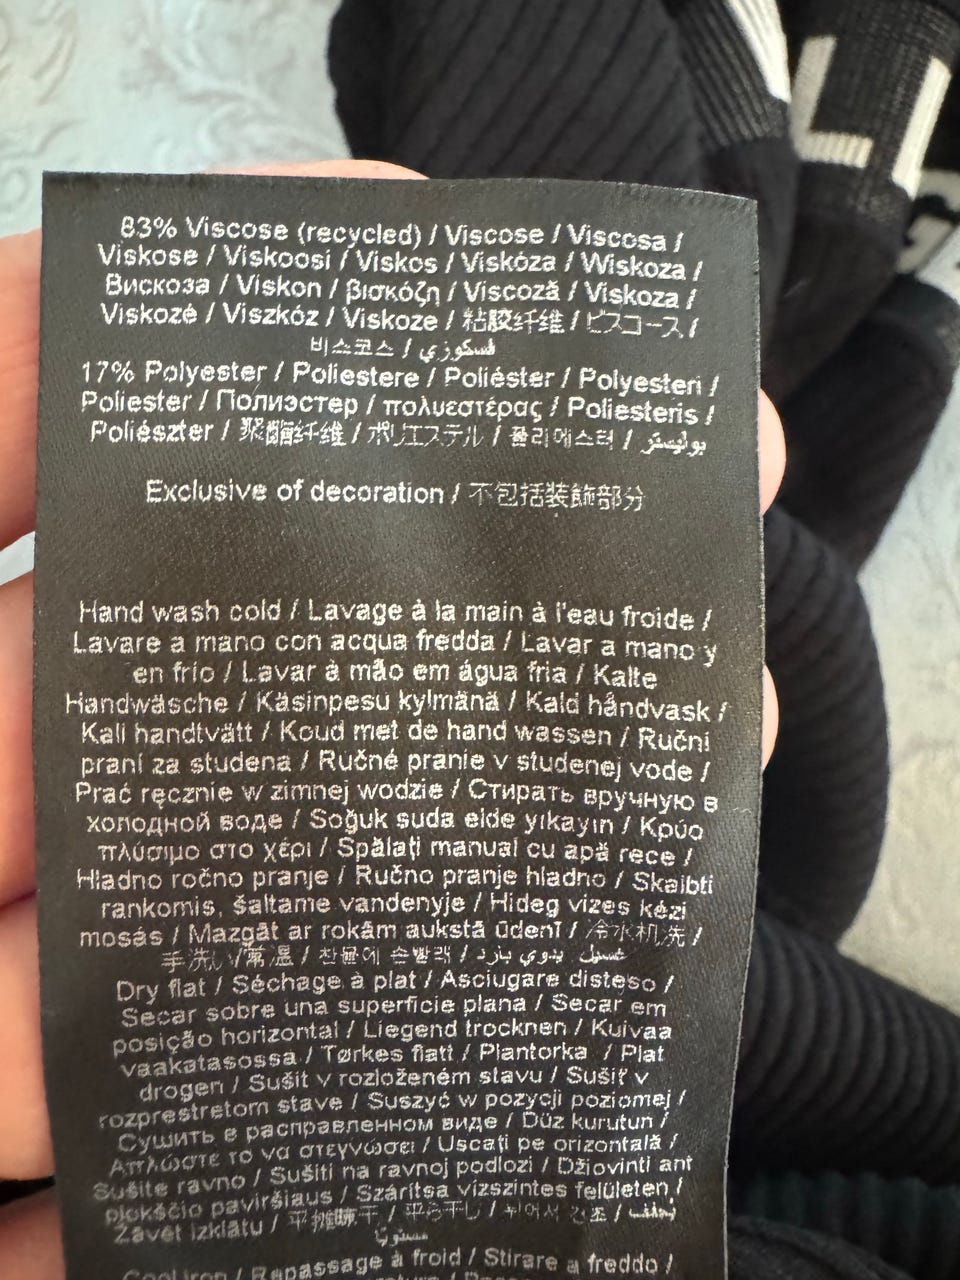 83% Viscose (recycled) / Viscose / Viscosa /
Viskose / Viskoosi / Viskos / Viskóza / Wiskoza /
Вискоза / Viskon / βισκόζη / Viscoză / Viskoza /
Viskozė / Viszkóz / Viskoze / 粘胶纤维 / ビスコース /
비스코스 / فسكوزي
17% Polyester / Poliestere / Poliéster / Polyesteri /
Poliester / Полиэстер / πολυεστέρας / Poliesteris /
Poliészter / 聚酯纤维 / ポリエステル / 폴리에스터 / بوليستر
Exclusive of decoration / 不包括装飾部分
Hand wash cold / Lavage à la main à l'eau froide /
Lavare a mano con acqua fredda / Lavar a mano y
en frío / Lavar à mão em água fria / Kalte
Handwäsche / Käsinpesu kylmänä / Kald håndvask /
Kall handtvätt / Koud met de hand wassen / Ruční
praní za studena / Ručné pranie v studenej vode /
Prać ręcznie w zimnej wodzie / Стирать вручную в
холодной воде / Soğuk suda elde yıkayın / Κρύο
πλύσιμο στο χέρι / Spălați manual cu apă rece /
Hladno ročno pranje / Ručno pranje hladno / Skalbti
rankomis, šaltame vandenyje / Hideg vizes kézi
mosás / Mazgāt ar rokām aukstā ūdenī / 冷水机洗 /
手洗い/常温 / 찬물에 손빨래 / غسيل يدوي بارد
Dry flat / Séchage à plat / Asciugare disteso /
Secar sobre una superficie plana / Secar em
posição horizontal / Liegend trocknen / Kuivaa
vaakatasossa / Tørkes flatt / Plantorka / Plat
drogen / Sušit v rozloženém stavu / Sušiť v
rozprestretom stave / Suszyć w pozycji poziomej /
Сушить в расправленном виде / Düz kurutun /
Απλώστε το να στεγνώσει / Uscați pe orizontală /
Sušite ravno / Sušiti na ravnoj podlozi / Džiovinti ant
plokščio paviršiaus / Szárítsa vízszintes felületen /
Žāvēt izklātu / 平摊晾干 / 平ら干し / 뉘어서 건조 / يجفف
مستويًا
Cool iron / Repassage à froid / Stirare a freddo /